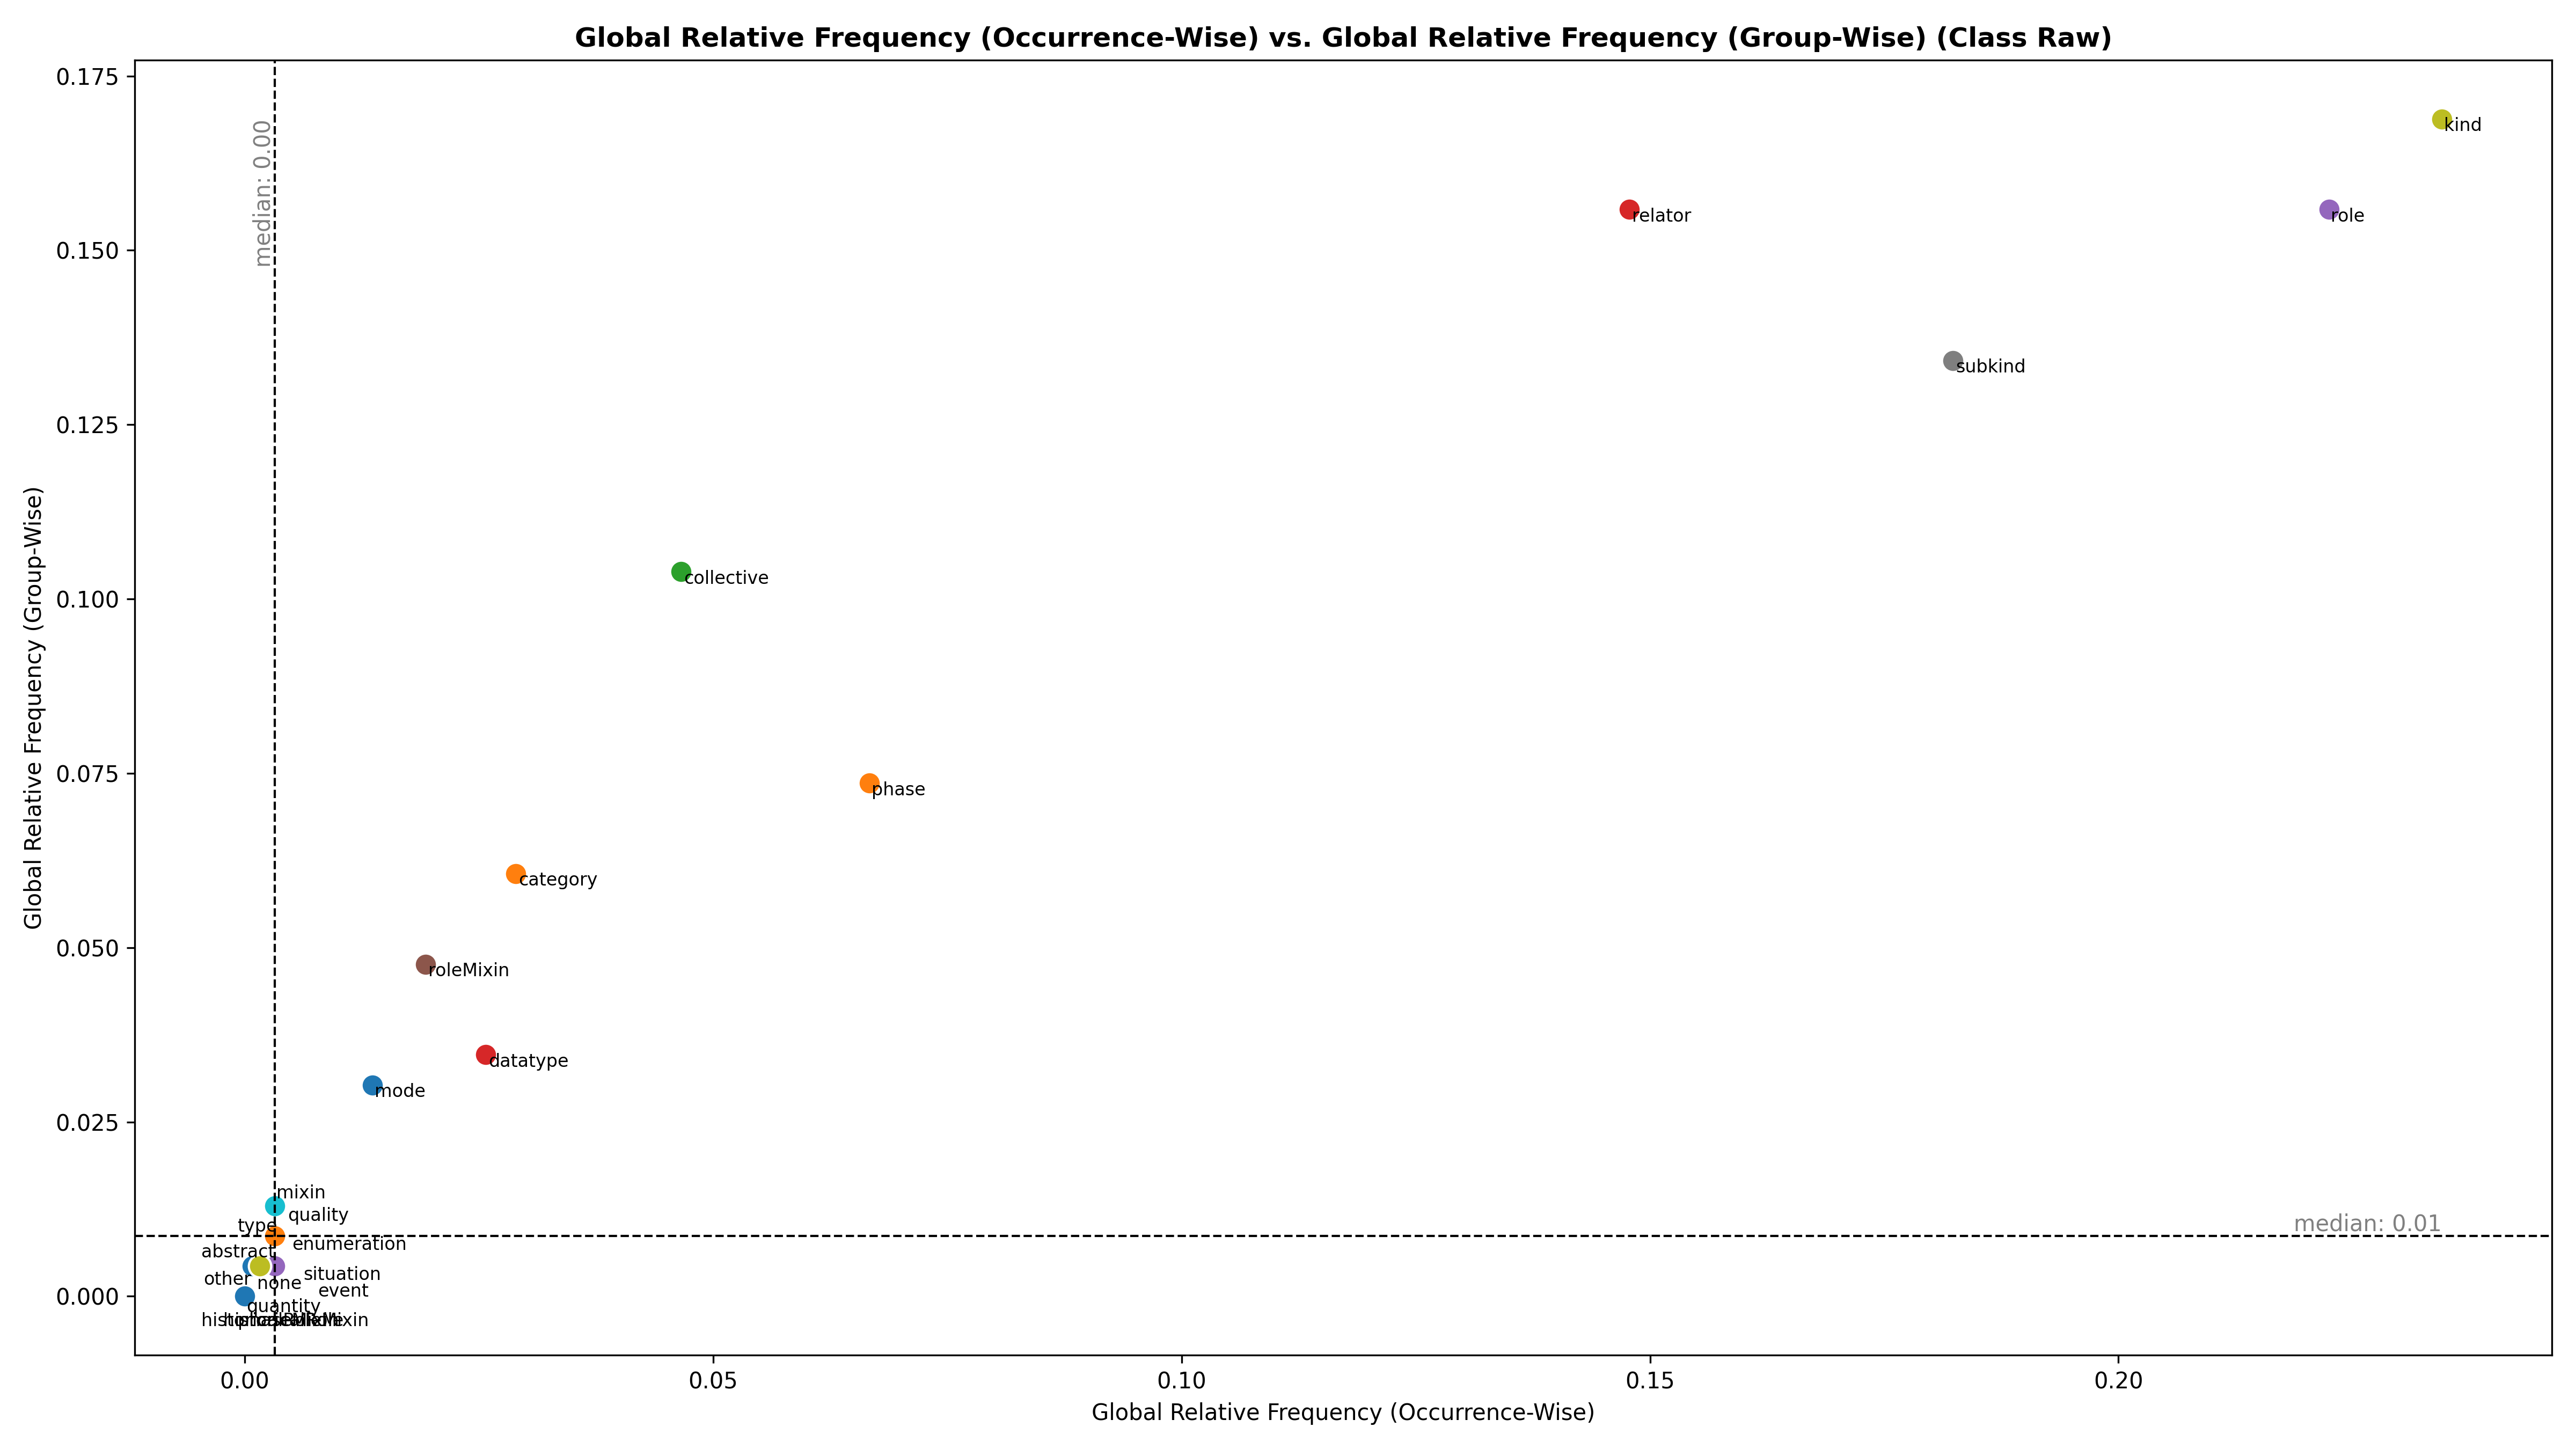 Global Relative Frequency (Occurrence-Wise) vs. Global Relative Frequency (Group-Wise) (Class Raw)
0.175
0.150
0.125
0.100
0.075
0.050
0.025
0.000
Global Relative Frequency (Group-Wise)
median: 0.00
kind
relator
role
subkind
collective
phase
category
roleMixin
datatype
mode
mixin
quality
type
median: 0.01
enumeration
abstract
situation
other
none
event
quantity
0.00
0.05
0.10
0.15
0.20
Global Relative Frequency (Occurrence-Wise)